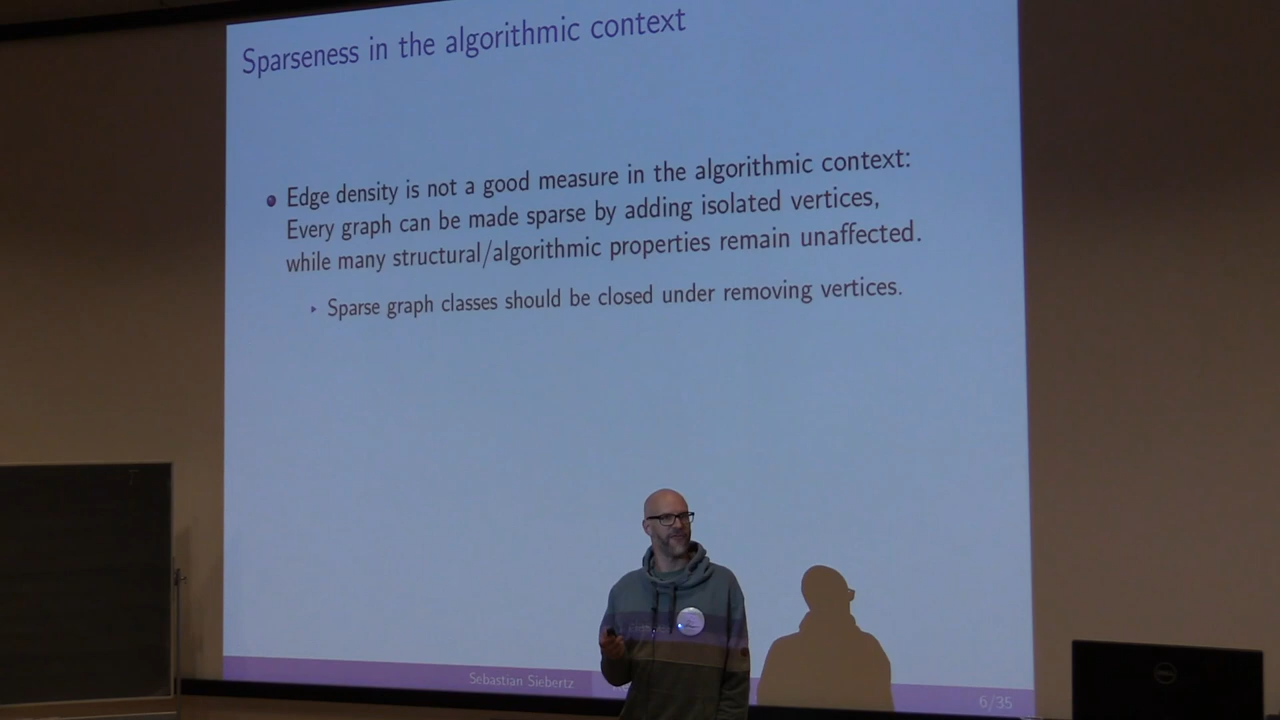 Sparseness in the algorithmic context
Edge density is not a good measure in the algorithmic context:
Every graph can be made sparse by adding isolated vertices,
while many structural/algorithmic properties remain unaffected.
Sparse graph classes should be closed under removing vertices.
Sebastian Siebertz
6/35
DELL